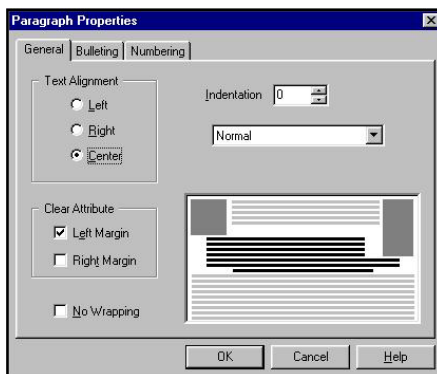 Paragraph Properties
General Bulleting Numbering
Text Alignment
Left
Right
Center
Indentation 0
Normal
Clear Attribute
Left Margin
Right Margin
No Wrapping
OK Cancel Help